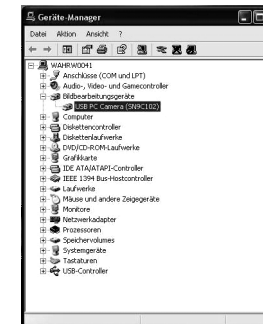 Geräte-Manager
Datei Aktion Ansicht ?
WAHRW0041
Anschlüsse (COM und LPT)
Audio-, Video- und Gamecontroller
Bildbearbeitungsgeräte
USB PC Camera (SN9C102)
Computer
Diskettencontroller
Diskettenlaufwerke
DVD/CD-ROM-Laufwerke
Grafikkarte
IDE ATA/ATAPI-Controller
IEEE 1394 Bus-Hostcontroller
Laufwerke
Mäuse und andere Zeigegeräte
Monitore
Netzwerkadapter
Prozessoren
Speichervolumes
Systemgeräte
Tastaturen
USB-Controller